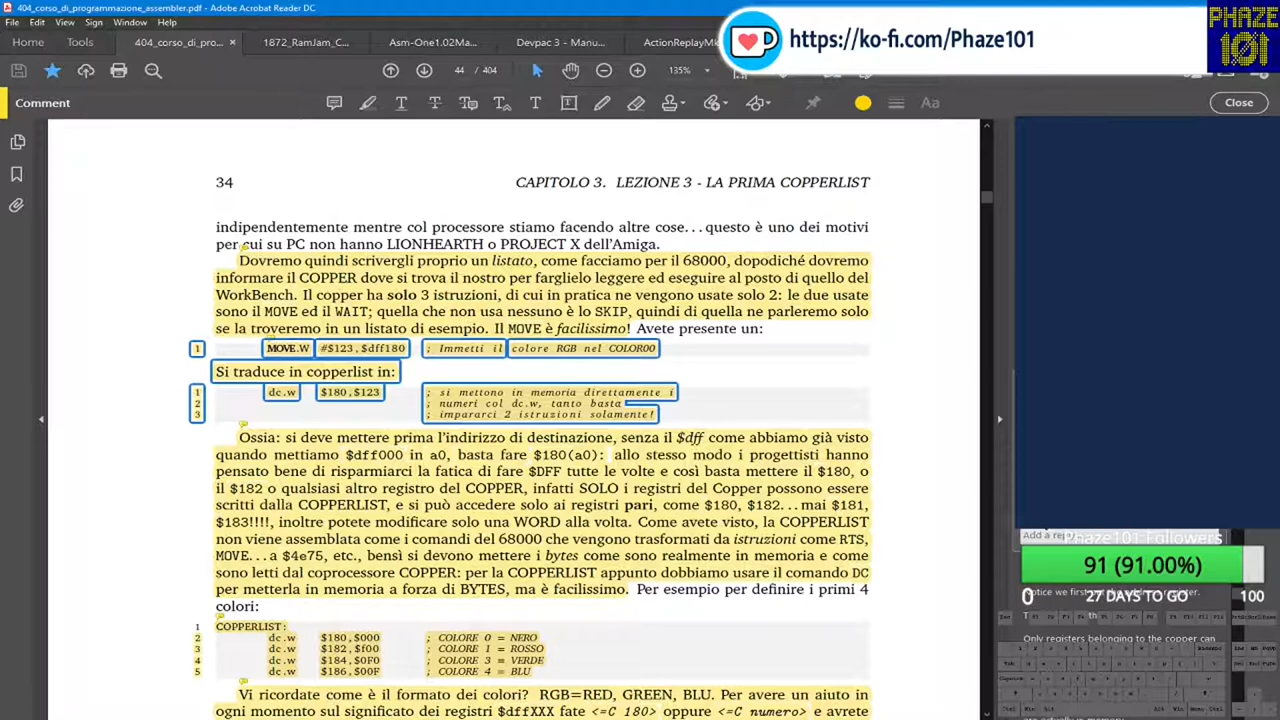 404_corso_di_programmazione_assembler.pdf - Adobe Acrobat Reader DC
File Edit View Sign Window Help
Home Tools 404_corso_di_pro... × 1872_RamJam_C... Asm-One1.02Ma... Devpac 3 - Manu... ActionReplayMk
https://ko-fi.com/Phaze101
PHAZE
101
44 / 404 135%
Comment
Close
34 CAPITOLO 3. LEZIONE 3 - LA PRIMA COPPERLIST
indipendentemente mentre col processore stiamo facendo altre cose...questo è uno dei motivi
per cui su PC non hanno LIONHEARTH o PROJECT X dell'Amiga.
Dovremo quindi scrivergli proprio un listato, come facciamo per il 68000, dopodiché dovremo
informare il COPPER dove si trova il nostro per farglielo leggere ed eseguire al posto di quello del
WorkBench. Il copper ha solo 3 istruzioni, di cui in pratica ne vengono usate solo 2: le due usate
sono il MOVE ed il WAIT; quella che non usa nessuno è lo SKIP, quindi di quella ne parleremo solo
se la troveremo in un listato di esempio. Il MOVE è facilissimo! Avete presente un:
1 MOVE.W #$123,$dff180 ; Immetti il colore RGB nel COLOR00
Si traduce in copperlist in:
1 dc.w $180,$123 ; si mettono in memoria direttamente i
2 ; numeri col dc.w, tanto basta
3 ; impararci 2 istruzioni solamente!
Ossia: si deve mettere prima l'indirizzo di destinazione, senza il $dff come abbiamo già visto
quando mettiamo $dff000 in a0, basta fare $180(a0): allo stesso modo i progettisti hanno
pensato bene di risparmiarci la fatica di fare $DFF tutte le volte e così basta mettere il $180, o
il $182 o qualsiasi altro registro del COPPER, infatti SOLO i registri del Copper possono essere
scritti dalla COPPERLIST, e si può accedere solo ai registri pari, come $180, $182...mai $181,
$183!!!!, inoltre potete modificare solo una WORD alla volta. Come avete visto, la COPPERLIST
non viene assemblata come i comandi del 68000 che vengono trasformati da istruzioni come RTS,
MOVE...a $4e75, etc., bensì si devono mettere i bytes come sono realmente in memoria e come
sono letti dal coprocessore COPPER: per la COPPERLIST appunto dobbiamo usare il comando DC
per metterla in memoria a forza di BYTES, ma è facilissimo. Per esempio per definire i primi 4
colori:
1 COPPERLIST:
2 dc.w $180,$000 ; COLORE 0 = NERO
3 dc.w $182,$f00 ; COLORE 1 = ROSSO
4 dc.w $184,$0F0 ; COLORE 3 = VERDE
5 dc.w $186,$00F ; COLORE 4 = BLU
Vi ricordate come è il formato dei colori? RGB=RED, GREEN, BLU. Per avere un aiuto in
ogni momento sul significato dei registri $dffXXX fate <=C 180> oppure <=C numero> e avrete
Add a rep
Phaze101 Followers
91 (91.00%)
0 27 DAYS TO GO 100
Notice we first put the address register.
Only registers belonging to the copper can